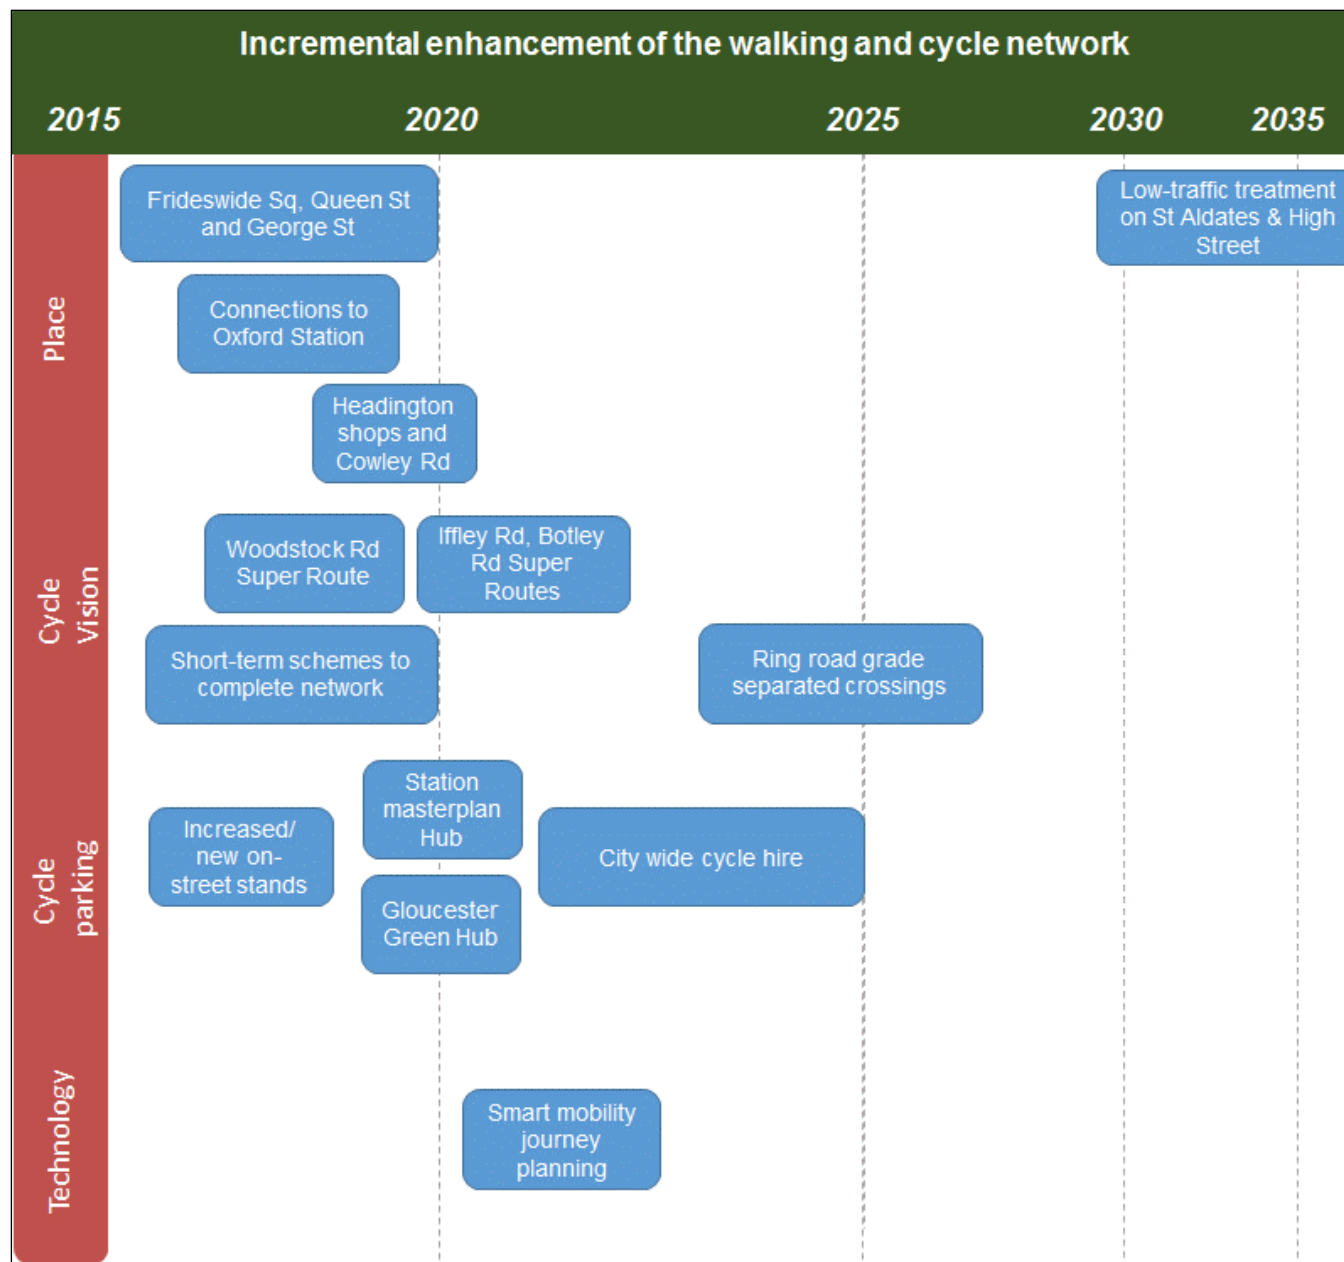 Incremental enhancement of the walking and cycle network
2015 2020 2025 2030 2035
Place
Frideswide Sq, Queen St
and George St
Low-traffic treatment
on St Aldates & High
Street
Connections to
Oxford Station
Headington
shops and
Cowley Rd
Cycle
Vision
Woodstock Rd
Super Route
Iffley Rd, Botley
Rd Super
Routes
Short-term schemes to
complete network
Ring road grade
separated crossings
Cycle
parking
Increased/
new on-
street stands
Station
masterplan
Hub
Gloucester
Green Hub
City wide cycle hire
Technology
Smart mobility
journey
planning